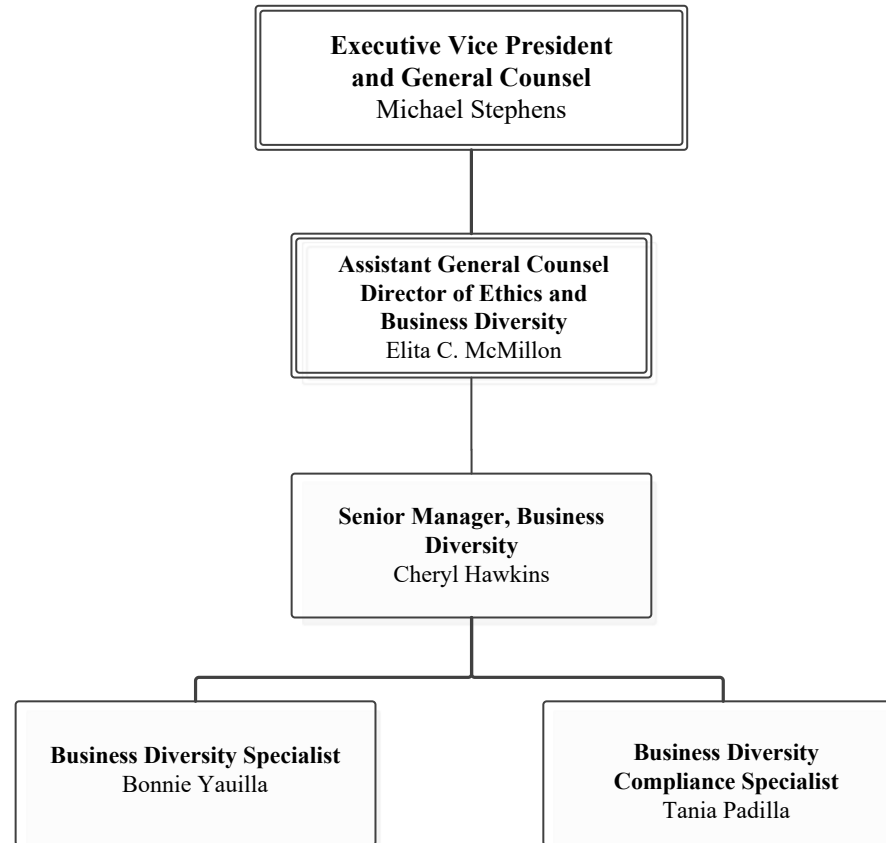 Executive Vice President
and General Counsel
Michael Stephens
Assistant General Counsel
Director of Ethics and
Business Diversity
Elita C. McMillon
Senior Manager, Business
Diversity
Cheryl Hawkins
Business Diversity Specialist
Bonnie Yauilla
Business Diversity
Compliance Specialist
Tania Padilla